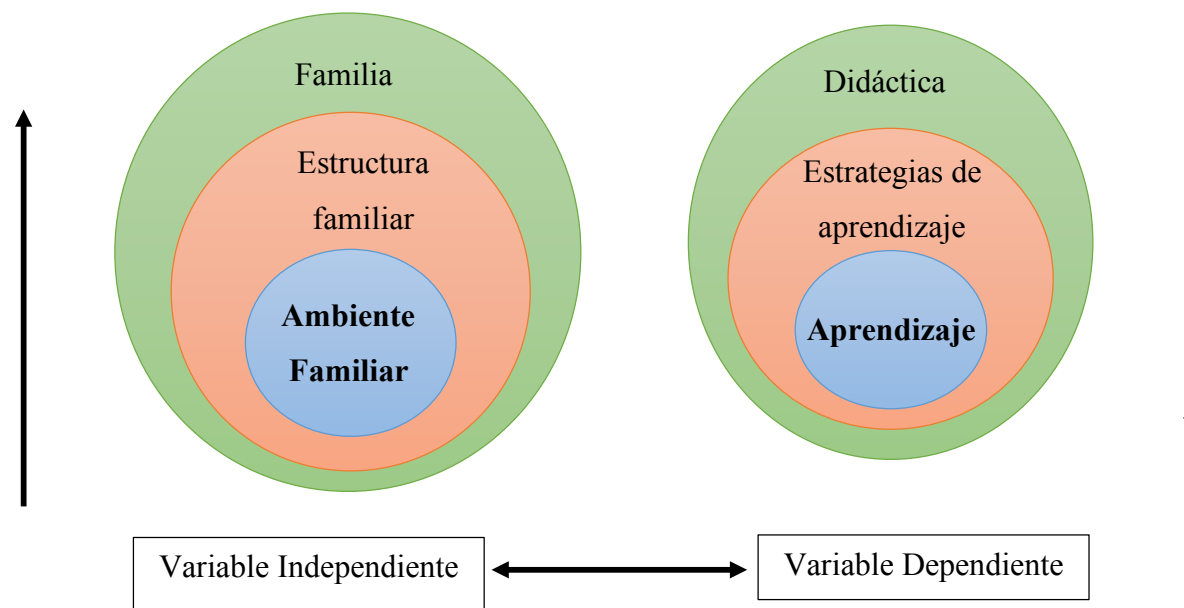 Familia
Estructura
familiar
Ambiente
Familiar
Didáctica
Estrategias de
aprendizaje
Aprendizaje
Variable Independiente
Variable Dependiente